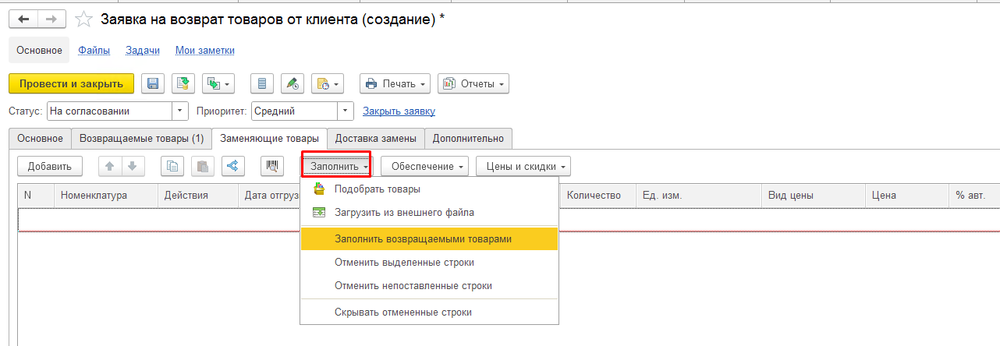 Заявка на возврат товаров от клиента (создание) *
Основное Файлы Задачи Мои заметки
Провести и закрыть Печать Отчеты
Статус: На согласовании Приоритет: Средний Закрыть заявку
Основное Возвращаемые товары (1) Заменяющие товары Доставка замены Дополнительно
Добавить Заполнить Обеспечение Цены и скидки
N Номенклатура Действия Дата отгруз Количество Ед. изм. Вид цены Цена % авт.
Подобрать товары
Загрузить из внешнего файла
Заполнить возвращаемыми товарами
Отменить выделенные строки
Отменить непоставленные строки
Скрывать отмененные строки